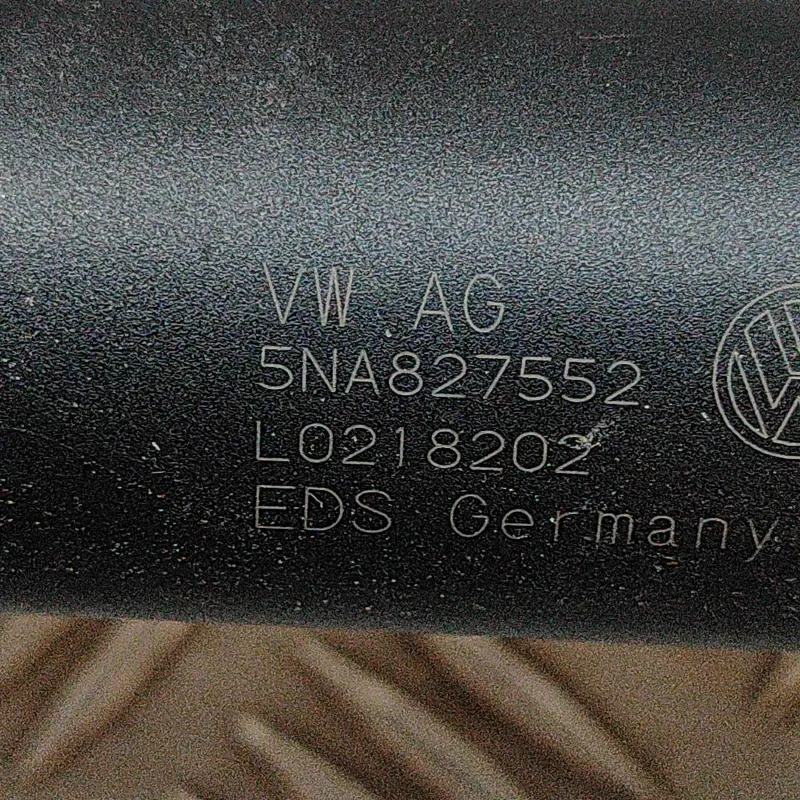 VW AG
5NA827552
L0218202
EDS Germany